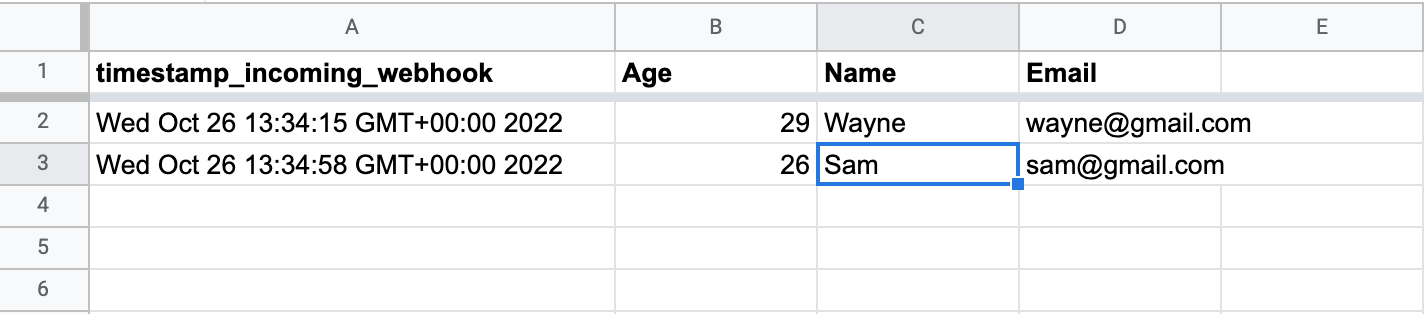 A B C D E
1 timestamp_incoming_webhook Age Name Email
2 Wed Oct 26 13:34:15 GMT+00:00 2022 29 Wayne wayne@gmail.com
3 Wed Oct 26 13:34:58 GMT+00:00 2022 26 Sam sam@gmail.com
4
5
6